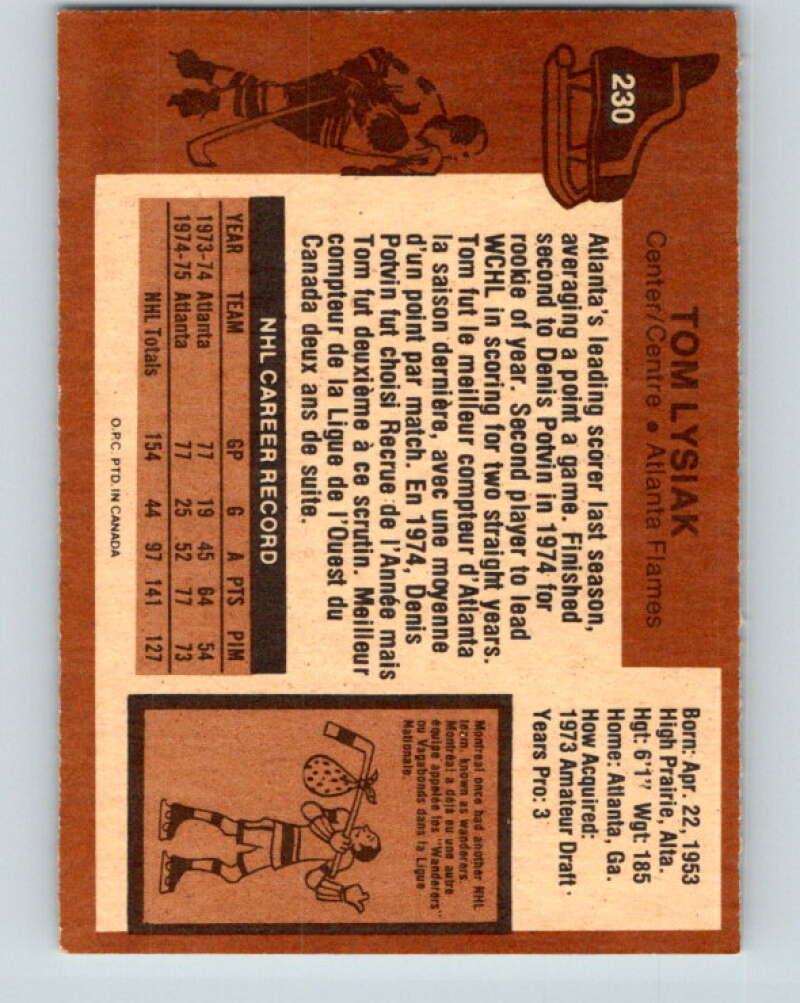 230
TOM LYSIAK
Center/Centre • Atlanta Flames
Born: Apr. 22, 1953
High Prairie, Alta.
Hgt: 6'1" Wgt: 185
Home: Atlanta, Ga.
How Acquired:
1973 Amateur Draft
Years Pro: 3
Atlanta's leading scorer last season,
averaging a point a game. Finished
second to Denis Potvin in 1974 for
rookie of year. Second player to lead
WCHL in scoring for two straight years.
Tom fut le meilleur compteur d'Atlanta
la saison dernière, avec une moyenne
d'un point par match. En 1974, Denis
Potvin fut choisi Recrue de l'Année mais
Tom fut deuxième à ce scrutin. Meilleur
compteur de la Ligue de l'Ouest du
Canada deux ans de suite.
NHL CAREER RECORD
YEAR TEAM GP G A PTS PIM
1973-74 Atlanta 77 19 45 64 54
1974-75 Atlanta 77 25 52 77 73
NHL Totals 154 44 97 141 127
Montreal once had another NHL
team, known as wanderers.
Montréal a déjà eu une autre
équipe appelée les "Wanderers"
ou Vagabonds dans la Ligue
Nationale.
O.P.C. PTD. IN CANADA